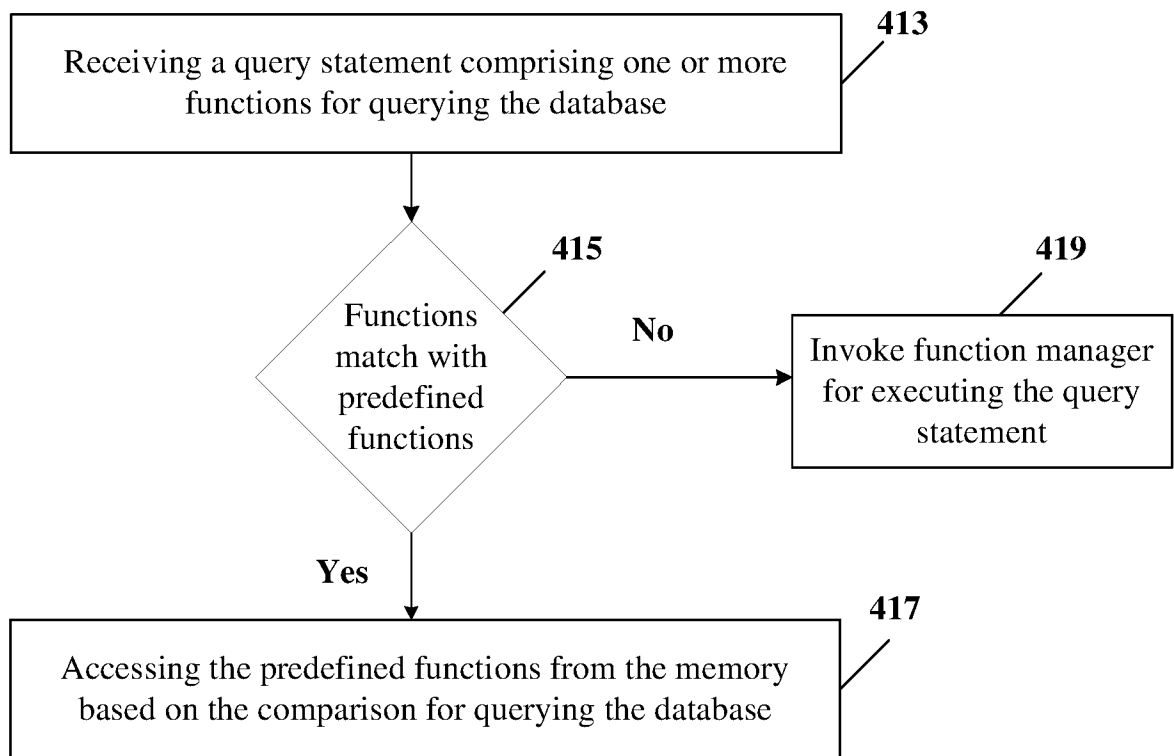 413
Receiving a query statement comprising one or more
functions for querying the database
415
419
Functions
match with
predefined
functions
No
Invoke function manager
for executing the query
statement
Yes
417
Accessing the predefined functions from the memory
based on the comparison for querying the database